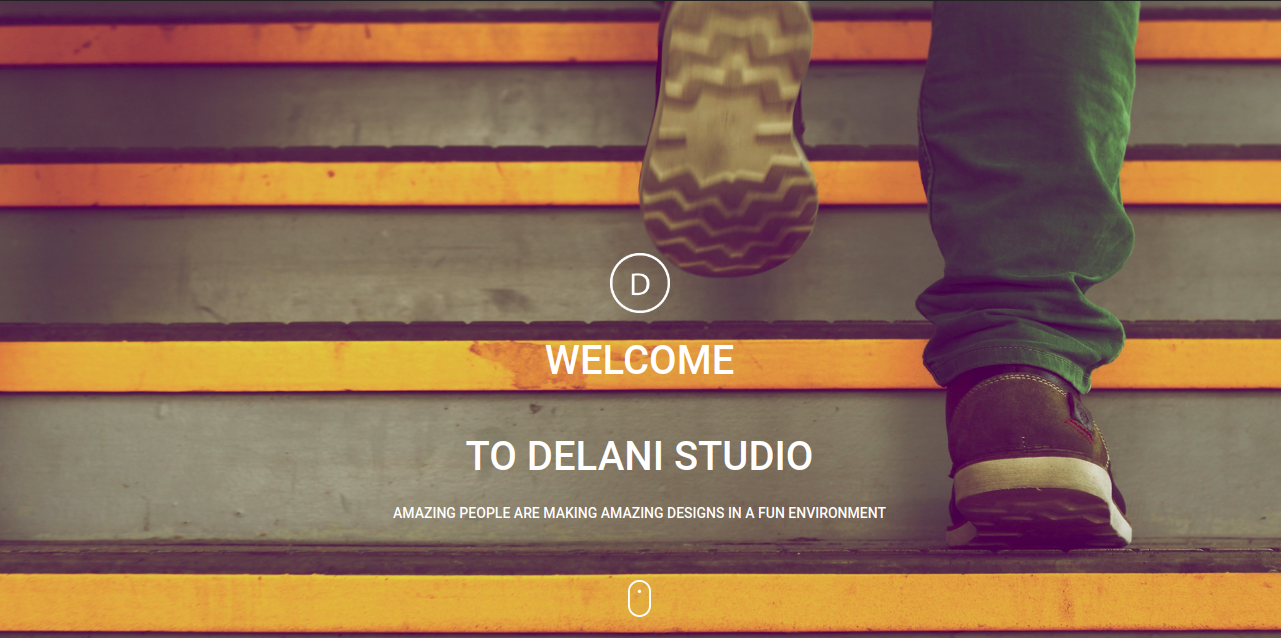 D
WELCOME
TO DELANI STUDIO
AMAZING PEOPLE ARE MAKING AMAZING DESIGNS IN A FUN ENVIRONMENT